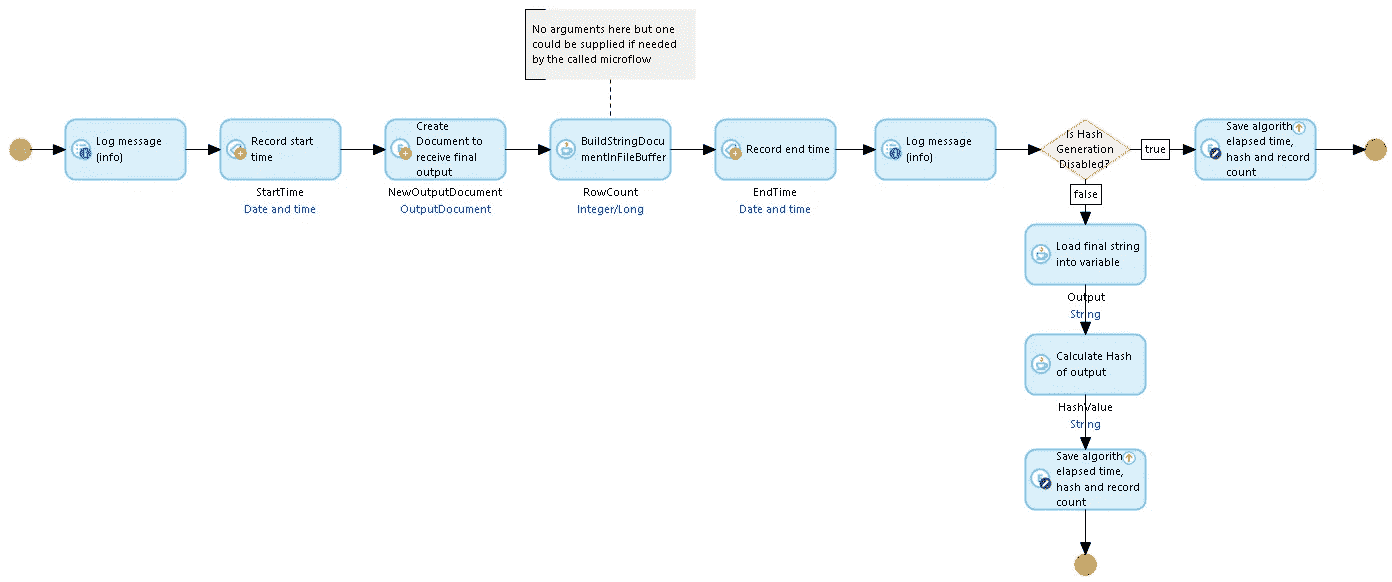 No arguments here but one
could be supplied if needed
by the called microflow
Log message
(info)
Record start
time
StartTime
Date and time
Create
Document to
receive final
output
NewOutputDocument
OutputDocument
BuildStringDocu
mentInFileBuffer
RowCount
Integer/Long
Record end time
EndTime
Date and time
Log message
(info)
Is Hash
Generation
Disabled?
true
Save algorith
elapsed time,
hash and record
count
false
Load final string
into variable
Output
String
Calculate Hash
of output
HashValue
String
Save algorith
elapsed time,
hash and record
count